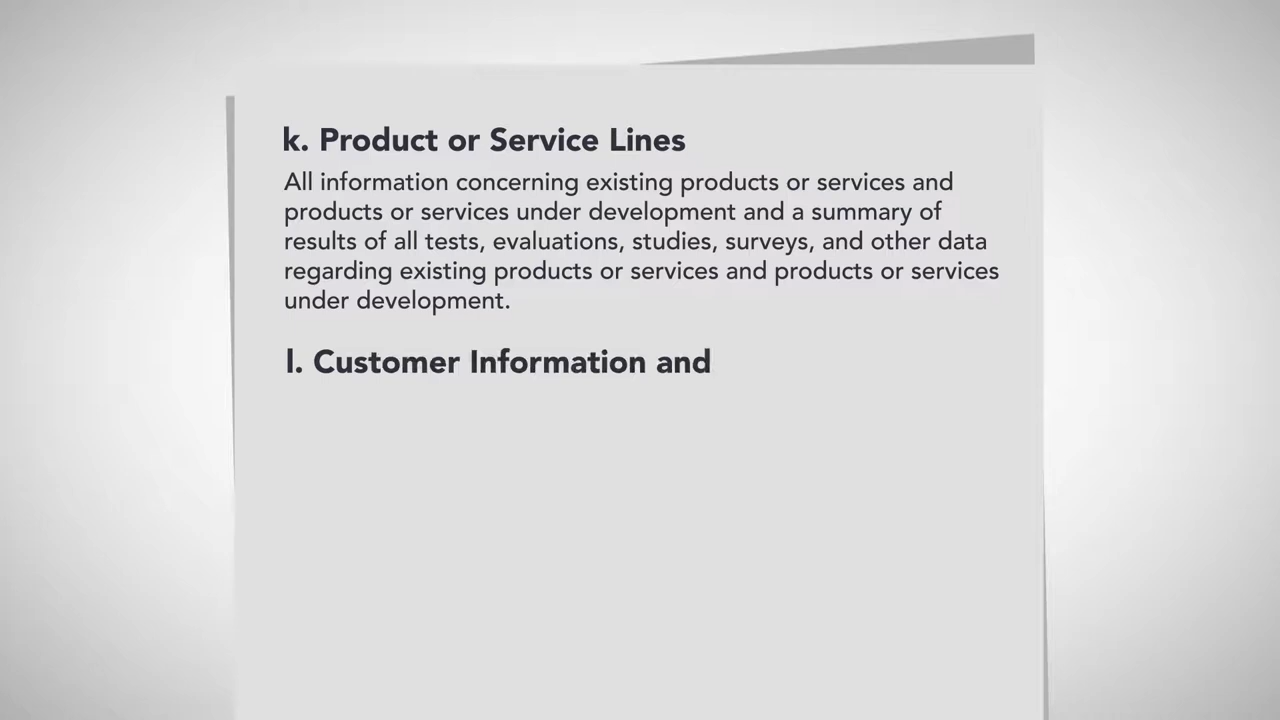 k. Product or Service Lines
All information concerning existing products or services and
products or services under development and a summary of
results of all tests, evaluations, studies, surveys, and other data
regarding existing products or services and products or services
under development.
l. Customer Information and